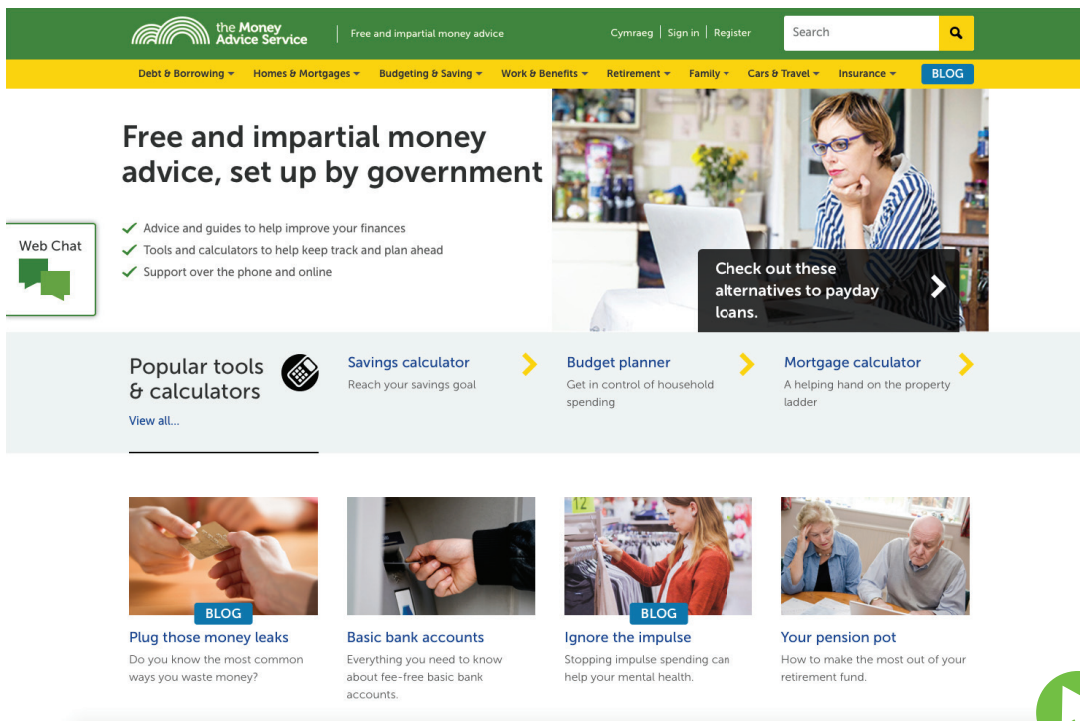 the Money
Advice Service
Free and impartial money advice
Cymraeg | Sign in | Register
Search
Debt & Borrowing Homes & Mortgages Budgeting & Saving Work & Benefits Retirement Family Cars & Travel Insurance BLOG
Free and impartial money
advice, set up by government
Advice and guides to help improve your finances
Tools and calculators to help keep track and plan ahead
Support over the phone and online
Web Chat
Check out these
alternatives to payday
loans.
Popular tools
& calculators
View all...
Savings calculator
Reach your savings goal
Budget planner
Get in control of household
spending
Mortgage calculator
A helping hand on the property
ladder
BLOG
Plug those money leaks
Do you know the most common
ways you waste money?
Basic bank accounts
Everything you need to know
about fee-free basic bank
accounts.
12
BLOG
Ignore the impulse
Stopping impulse spending can
help your mental health.
Your pension pot
How to make the most out of your
retirement fund.